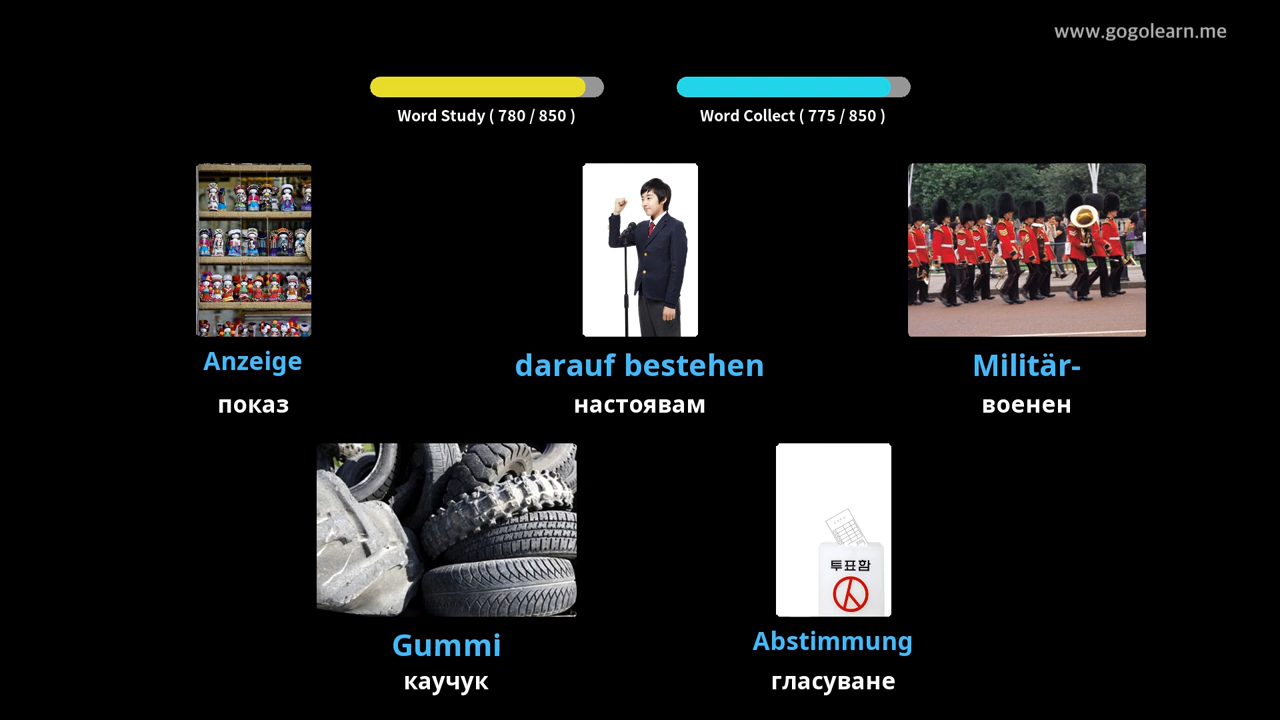 www.gogolearn.me
Word Study ( 780 / 850 )
Word Collect ( 775 / 850 )
Anzeige
darauf bestehen
Militär-
показ
настоявам
военен
투표함
Gummi
Abstimmung
каучук
гласуване